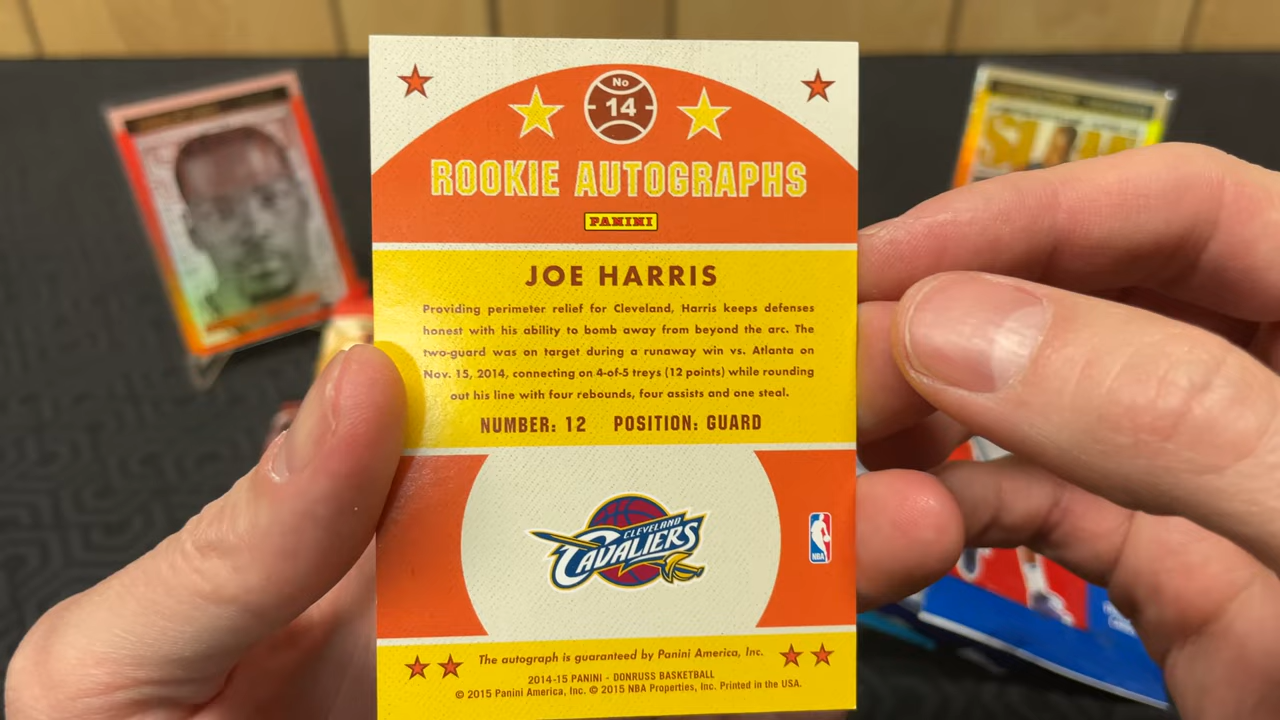 No
14
ROOKIE AUTOGRAPHS
PANINI
JOE HARRIS
Providing perimeter relief for Cleveland, Harris keeps defenses
honest with his ability to bomb away from beyond the arc. The
two-guard was on target during a runaway win vs. Atlanta on
Nov. 15, 2014, connecting on 4-of-5 treys (12 points) while rounding
out his line with four rebounds, four assists and one steal.
NUMBER: 12 POSITION: GUARD
CLEVELAND
CAVALIERS
NBA
The autograph is guaranteed by Panini America, Inc.
2014-15 PANINI - DONRUSS BASKETBALL
© 2015 Panini America, Inc. © 2015 NBA Properties, Inc. Printed in the USA.